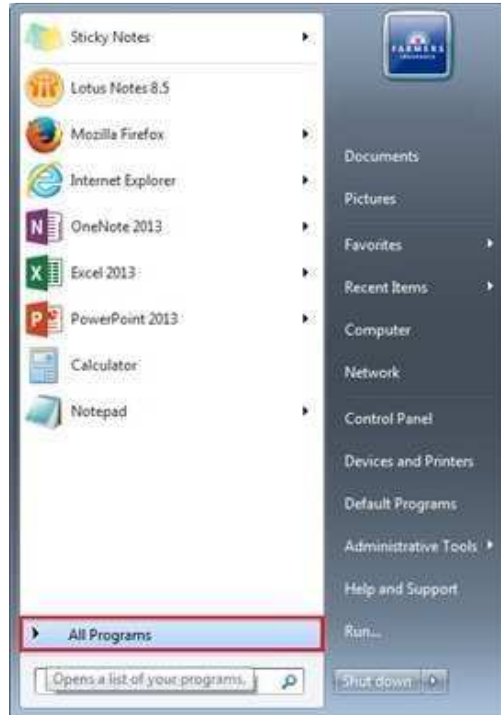 Sticky Notes
Lotus Notes 8.5
Mozilla Firefox
Internet Explorer
OneNote 2013
Excel 2013
PowerPoint 2013
Calculator
Notepad
All Programs
Opens a list of your programs.
FARMERS
INSURANCE
Documents
Pictures
Favorites
Recent Items
Computer
Network
Control Panel
Devices and Printers
Default Programs
Administrative Tools
Help and Support
Run...
Shut down